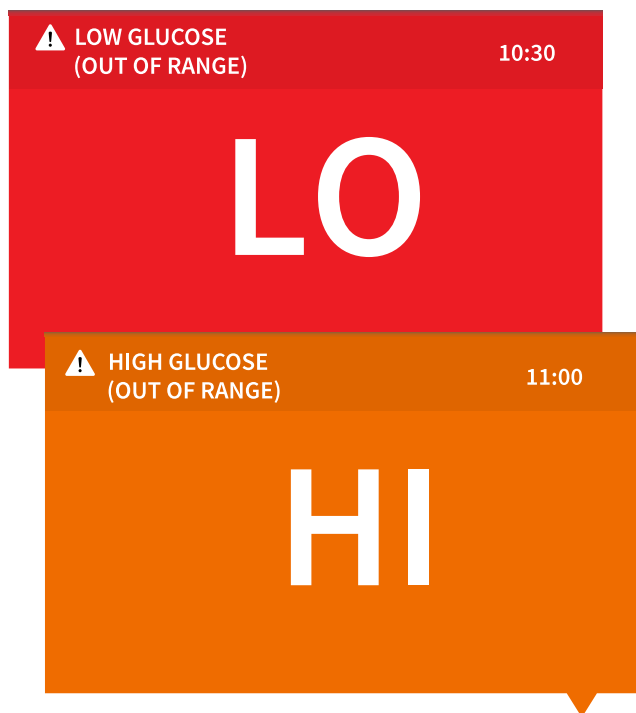 LOW GLUCOSE
(OUT OF RANGE)
10:30
LO
HIGH GLUCOSE
(OUT OF RANGE)
11:00
HI